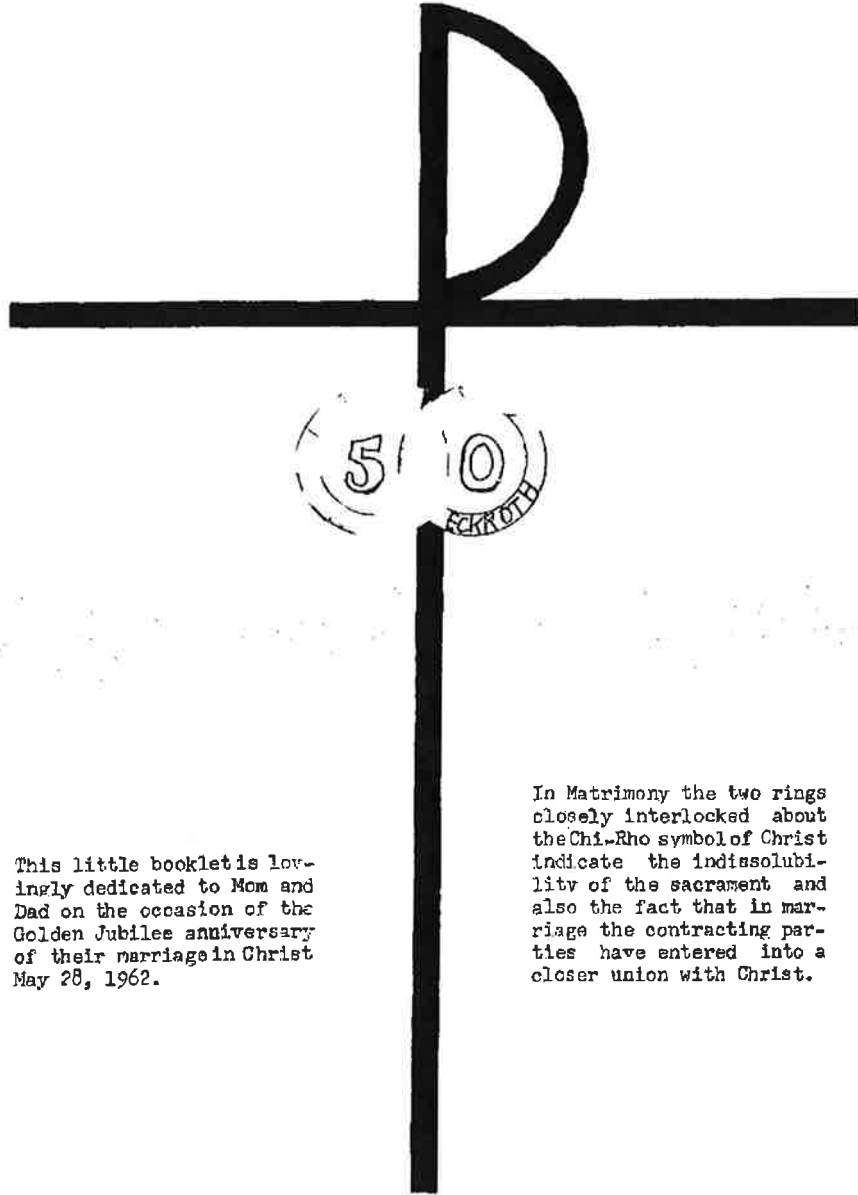 50
ECKROTH
This little booklet is lov-
ingly dedicated to Mom and
Dad on the occasion of the
Golden Jubilee anniversary
of their marriage in Christ
May 28, 1962.
In Matrimony the two rings
closely interlocked about
the Chi-Rho symbol of Christ
indicate the indissolubi-
lity of the sacrament and
also the fact that in mar-
riage the contracting par-
ties have entered into a
closer union with Christ.